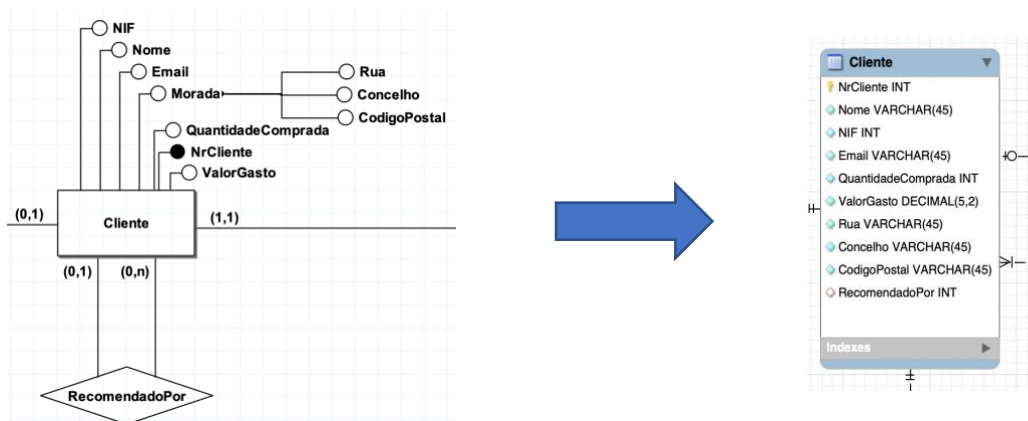 NIF
Nome
Email
Morada
Rua
Concelho
CodigoPostal
QuantidadeComprada
NrCliente
ValorGasto
(0,1)
Cliente
(1,1)
(0,1)
(0,n)
RecomendadoPor
Cliente
NrCliente INT
Nome VARCHAR(45)
NIF INT
Email VARCHAR(45)
QuantidadeComprada INT
ValorGasto DECIMAL(5,2)
Rua VARCHAR(45)
Concelho VARCHAR(45)
CodigoPostal VARCHAR(45)
RecomendadoPor INT
Indexes